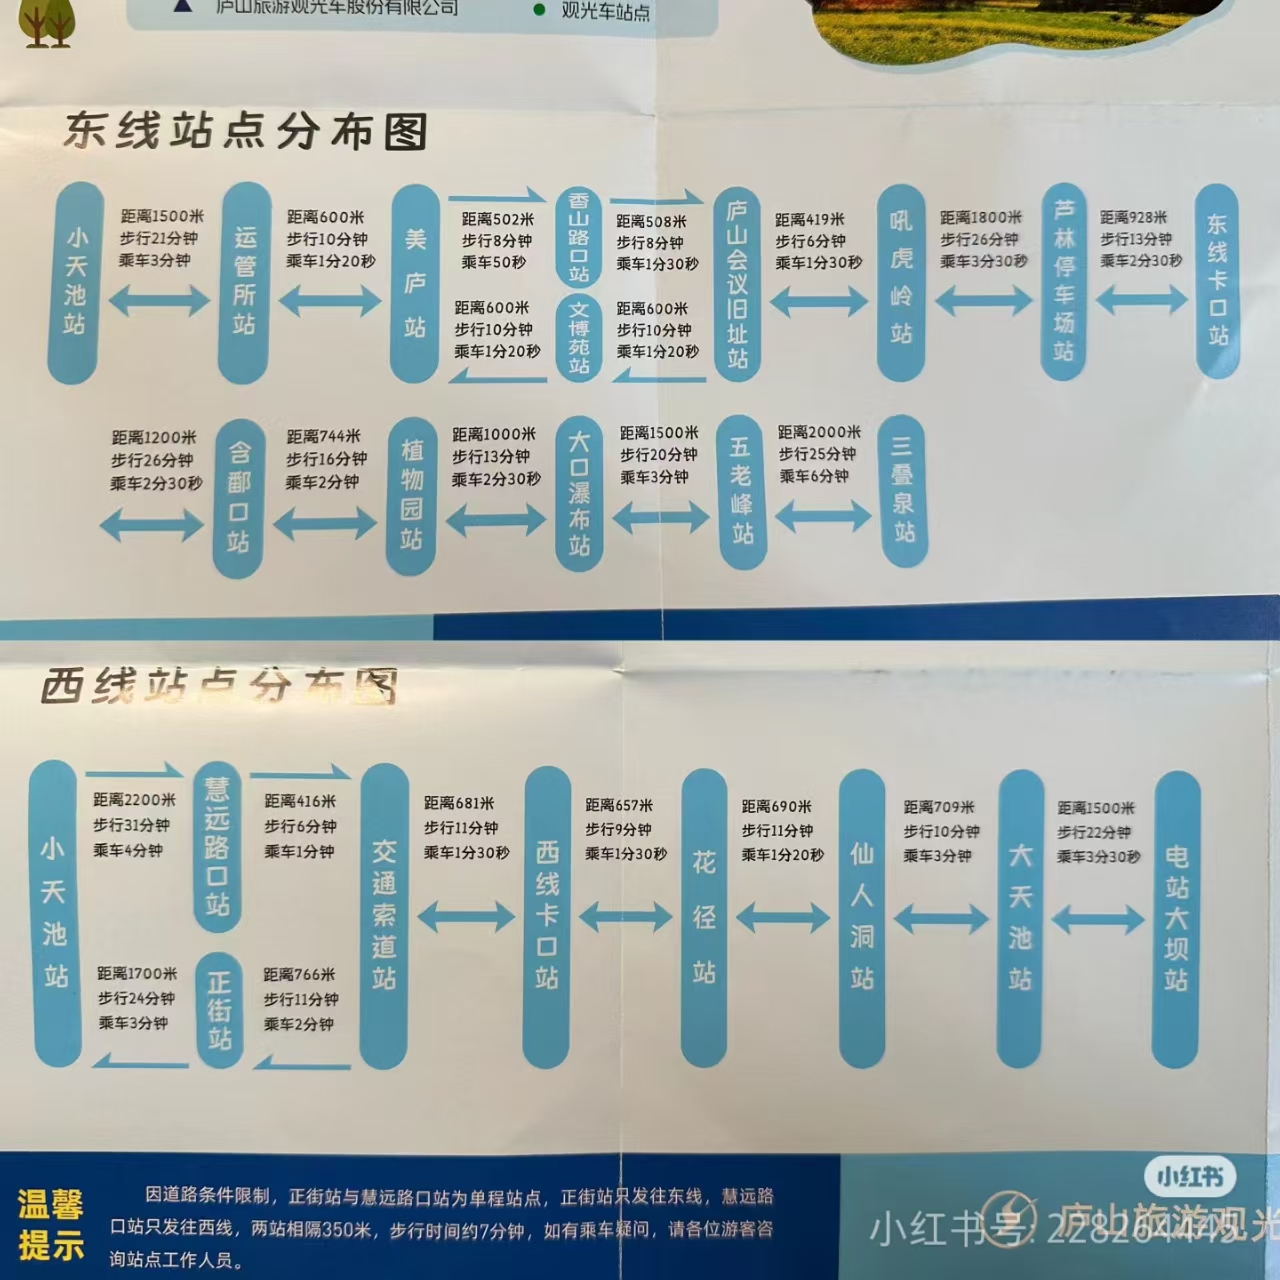 庐山旅游观光车股份有限公司
观光车站点
东线站点分布图
小天池站
距离1500米
步行21分钟
乘车3分钟
运管所站
距离600米
步行10分钟
乘车1分20秒
美庐站
距离502米
步行8分钟
乘车50秒
距离600米
步行10分钟
乘车1分20秒
香山路口站
文博苑站
距离508米
步行8分钟
乘车1分30秒
距离600米
步行10分钟
乘车1分20秒
庐山会议旧址站
距离419米
步行6分钟
乘车1分30秒
吼虎岭站
距离1800米
步行26分钟
乘车3分30秒
芦林停车场站
距离928米
步行13分钟
乘车2分30秒
东线卡口站
距离1200米
步行26分钟
乘车2分30秒
含鄱口站
距离744米
步行16分钟
乘车2分钟
植物园站
距离1000米
步行13分钟
乘车2分30秒
大口瀑布站
距离1500米
步行20分钟
乘车3分钟
五老峰站
距离2000米
步行25分钟
乘车6分钟
三叠泉站
西线站点分布图
小天池站
距离2200米
步行31分钟
乘车4分钟
距离1700米
步行24分钟
乘车3分钟
慧远路口站
正街站
距离416米
步行6分钟
乘车1分钟
距离766米
步行11分钟
乘车2分钟
交通索道站
距离681米
步行11分钟
乘车1分30秒
西线卡口站
距离657米
步行9分钟
乘车1分30秒
花径站
距离690米
步行11分钟
乘车1分20秒
仙人洞站
距离709米
步行10分钟
乘车3分钟
大天池站
距离1500米
步行22分钟
乘车3分30秒
电站大坝站
温馨
提示
因道路条件限制，正街站与慧远路口站为单程站点，正街站只发往东线，慧远路
口站只发往西线，两站相隔350米，步行时间约7分钟，如有乘车疑问，请各位游客咨
询站点工作人员。
小红书
小红书号: 228264445
庐山旅游观光